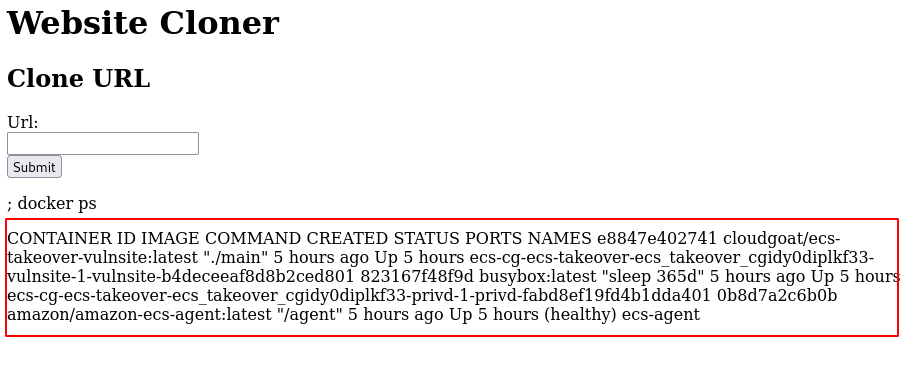 Website Cloner
Clone URL
Url:
Submit
; docker ps
CONTAINER ID IMAGE COMMAND CREATED STATUS PORTS NAMES e8847e402741 cloudgoat/ecs-
takeover-vulnsite:latest "./main" 5 hours ago Up 5 hours ecs-cg-ecs-takeover-ecs_takeover_cgidy0diplkf33-
vulnsite-1-vulnsite-b4deceeaf8d8b2ced801 823167f48f9d busybox:latest "sleep 365d" 5 hours ago Up 5 hours
ecs-cg-ecs-takeover-ecs_takeover_cgidy0diplkf33-privd-1-privd-fabd8ef19fd4b1dda401 0b8d7a2c6b0b
amazon/amazon-ecs-agent:latest "/agent" 5 hours ago Up 5 hours (healthy) ecs-agent